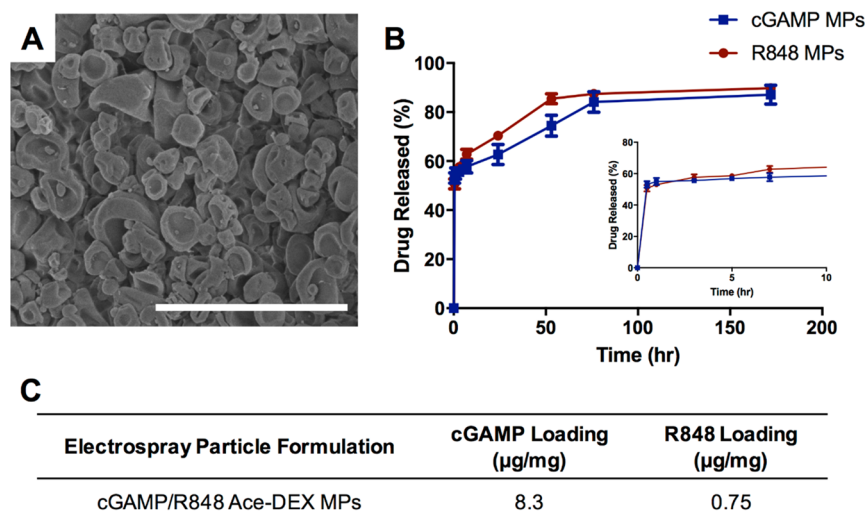 A
B
cGAMP MPs
R848 MPs
Drug Released (%)
100
80
60
40
20
0
0
50
100
150
200
Time (hr)
Drug Released (%)
80
60
40
20
0
0
5
10
Time (hr)
C
Electrospray Particle Formulation
cGAMP Loading
(µg/mg)
R848 Loading
(µg/mg)
cGAMP/R848 Ace-DEX MPs
8.3
0.75